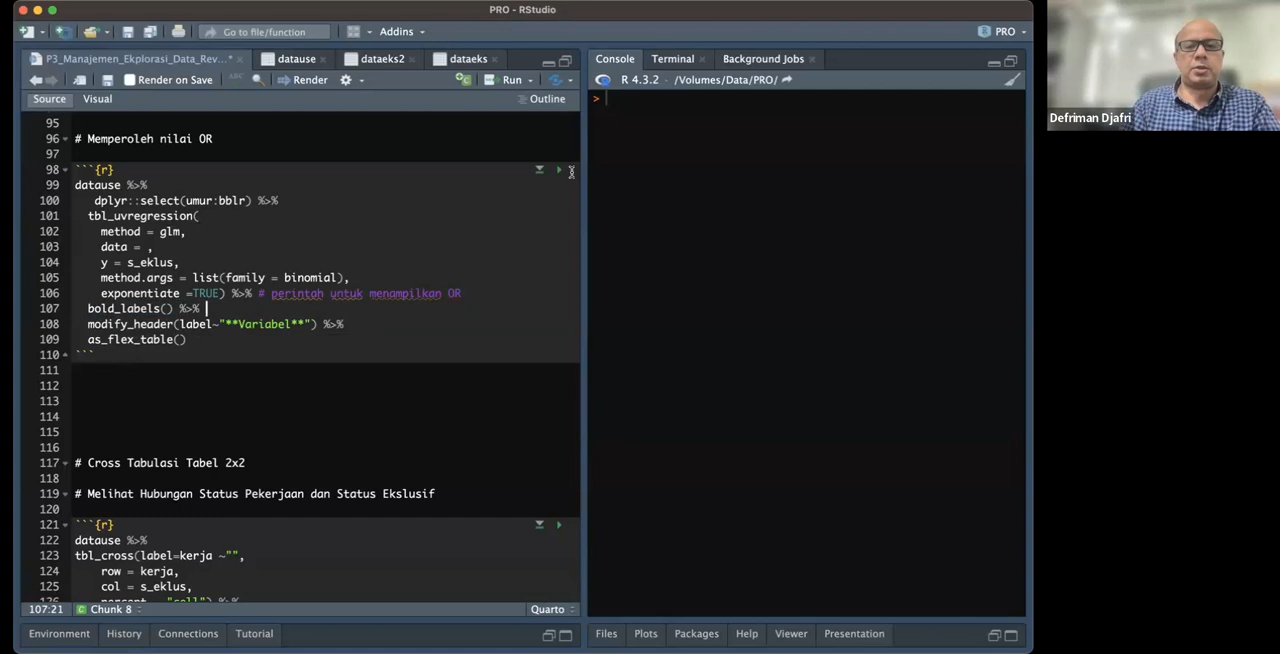 PRO - RStudio
Go to file/function
Addins
PRO
P3_Manajemen_Ekplorasi_Data_Rev...*
datause
dataeks2
dataeks
Render on Save
ABC
Render
Run
Source
Visual
Outline
95
96 # Memperoleh nilai OR
97
98 ```{r}
99 datause %>%
100 dplyr::select(umur:bblr) %>%
101 tbl_uvregression(
102 method = glm,
103 data = ,
104 y = s_eklus,
105 method.args = list(family = binomial),
106 exponentiate =TRUE) %>% # perintah untuk menampilkan OR
107 bold_labels() %>%
108 modify_header(label~"**Variabel**") %>%
109 as_flex_table()
110 ```
111
112
113
114
115
116
117 # Cross Tabulasi Tabel 2x2
118
119 # Melihat Hubungan Status Pekerjaan dan Status Ekslusif
120
121 ```{r}
122 datause %>%
123 tbl_cross(label=kerja ~"",
124 row = kerja,
125 col = s_eklus,
126 percent = "cell") %>%
107:21
Chunk 8
Quarto
Environment
History
Connections
Tutorial
Console
Terminal
Background Jobs
R 4.3.2 · /Volumes/Data/PRO/
>
Files
Plots
Packages
Help
Viewer
Presentation
Defriman Djafri